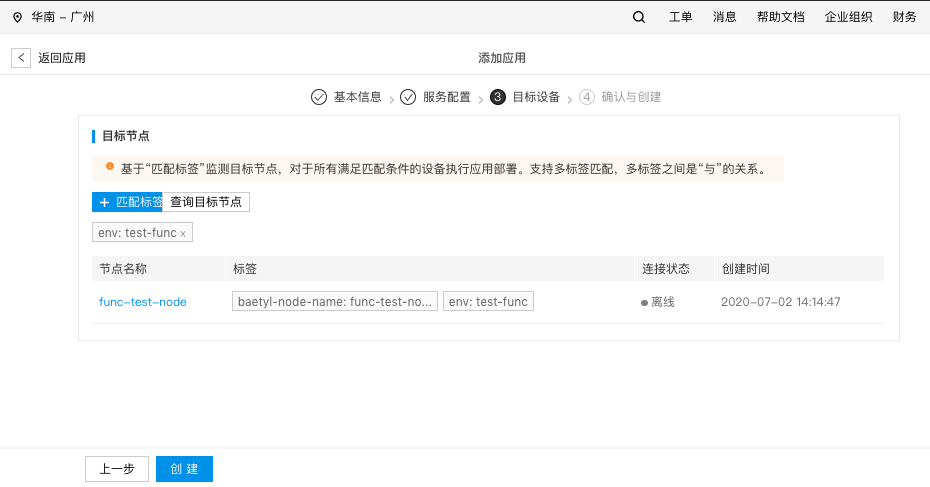 华南 - 广州 工单 消息 帮助文档 企业组织 财务
< 返回应用 添加应用
基本信息 > 服务配置 > 3 目标设备 > 4 确认与创建
目标节点
基于“匹配标签”监测目标节点，对于所有满足匹配条件的设备执行应用部署。支持多标签匹配，多标签之间是“与”的关系。
+ 匹配标签 查询目标节点
env: test-func x
节点名称 标签 连接状态 创建时间
func-test-node baetyl-node-name: func-test-no... env: test-func 离线 2020-07-02 14:14:47
上一步 创建